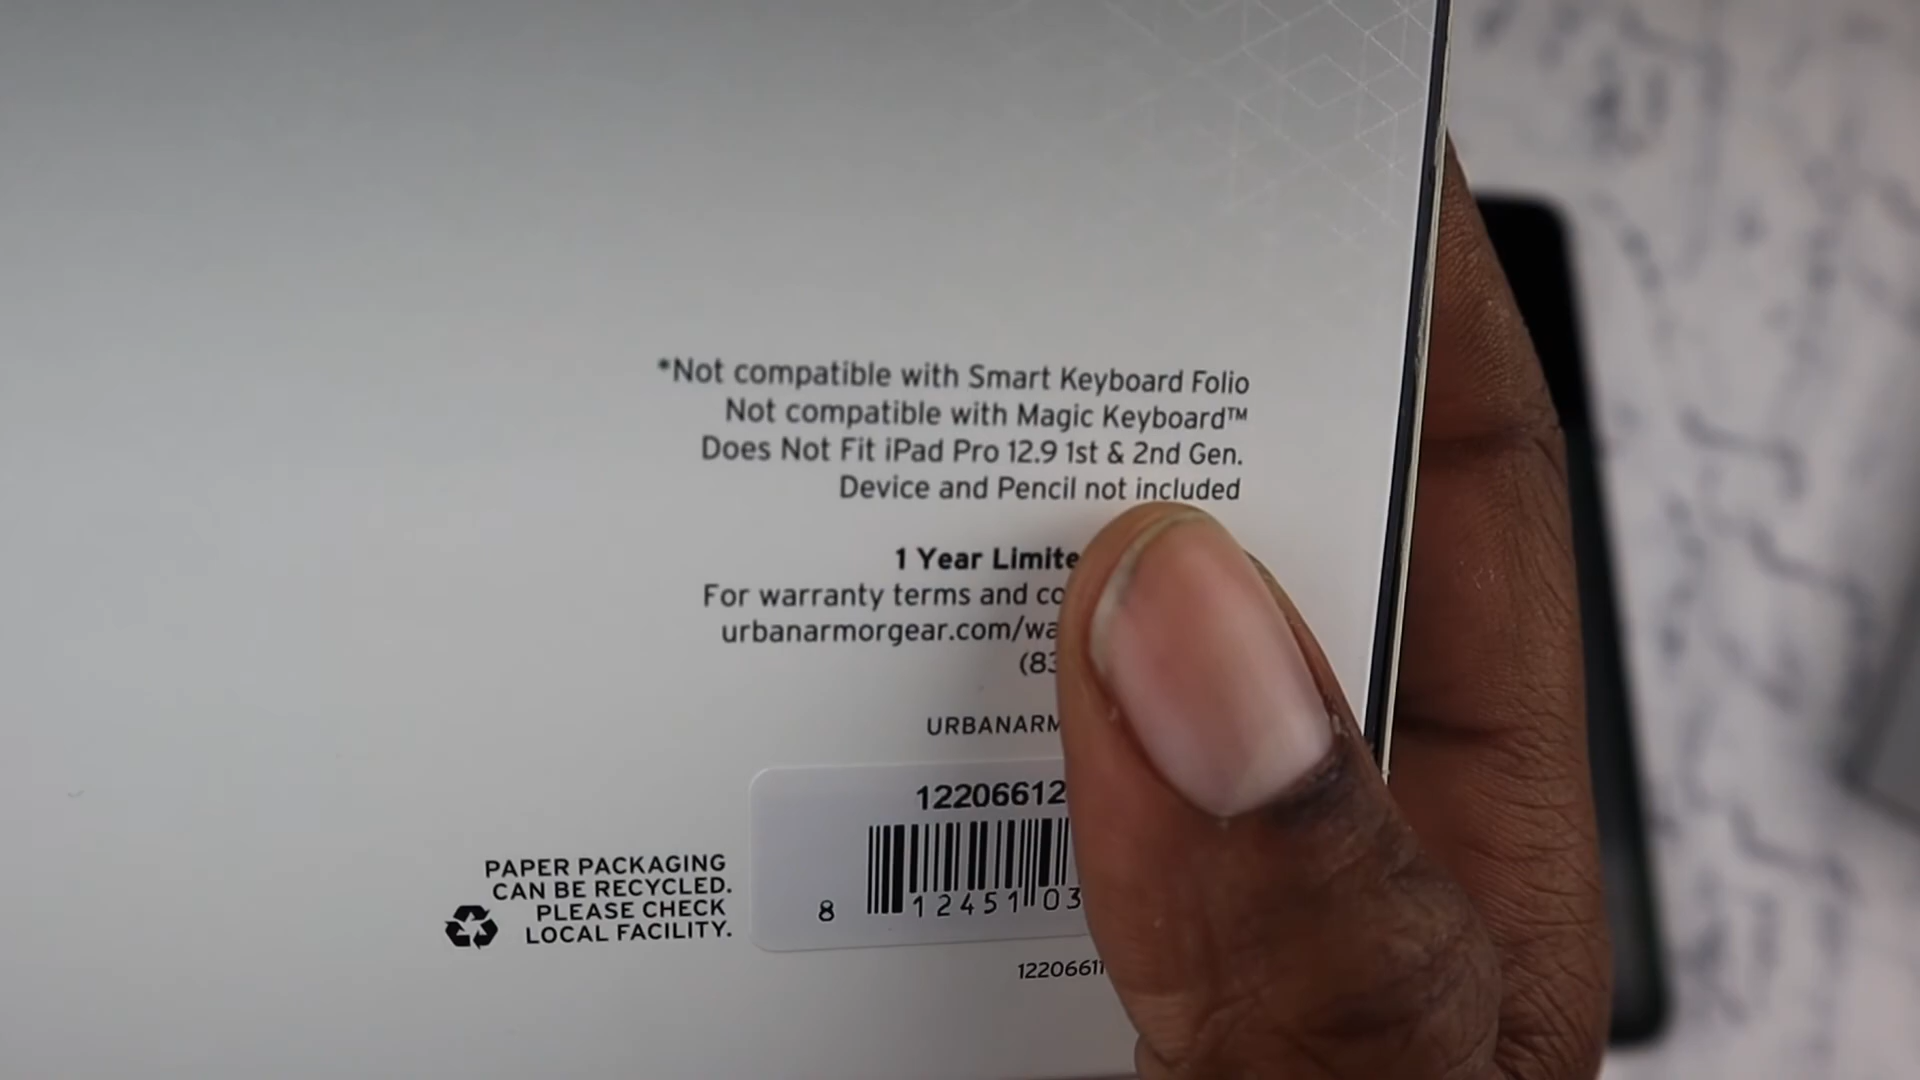 *Not compatible with Smart Keyboard Folio
Not compatible with Magic Keyboard™
Does Not Fit iPad Pro 12.9 1st & 2nd Gen.
Device and Pencil not included
1 Year Limite
For warranty terms and co
urbanarmorgear.com/wa
(83
URBANARM
12206612
8 12451 03
PAPER PACKAGING
CAN BE RECYCLED.
PLEASE CHECK
LOCAL FACILITY.
12206611